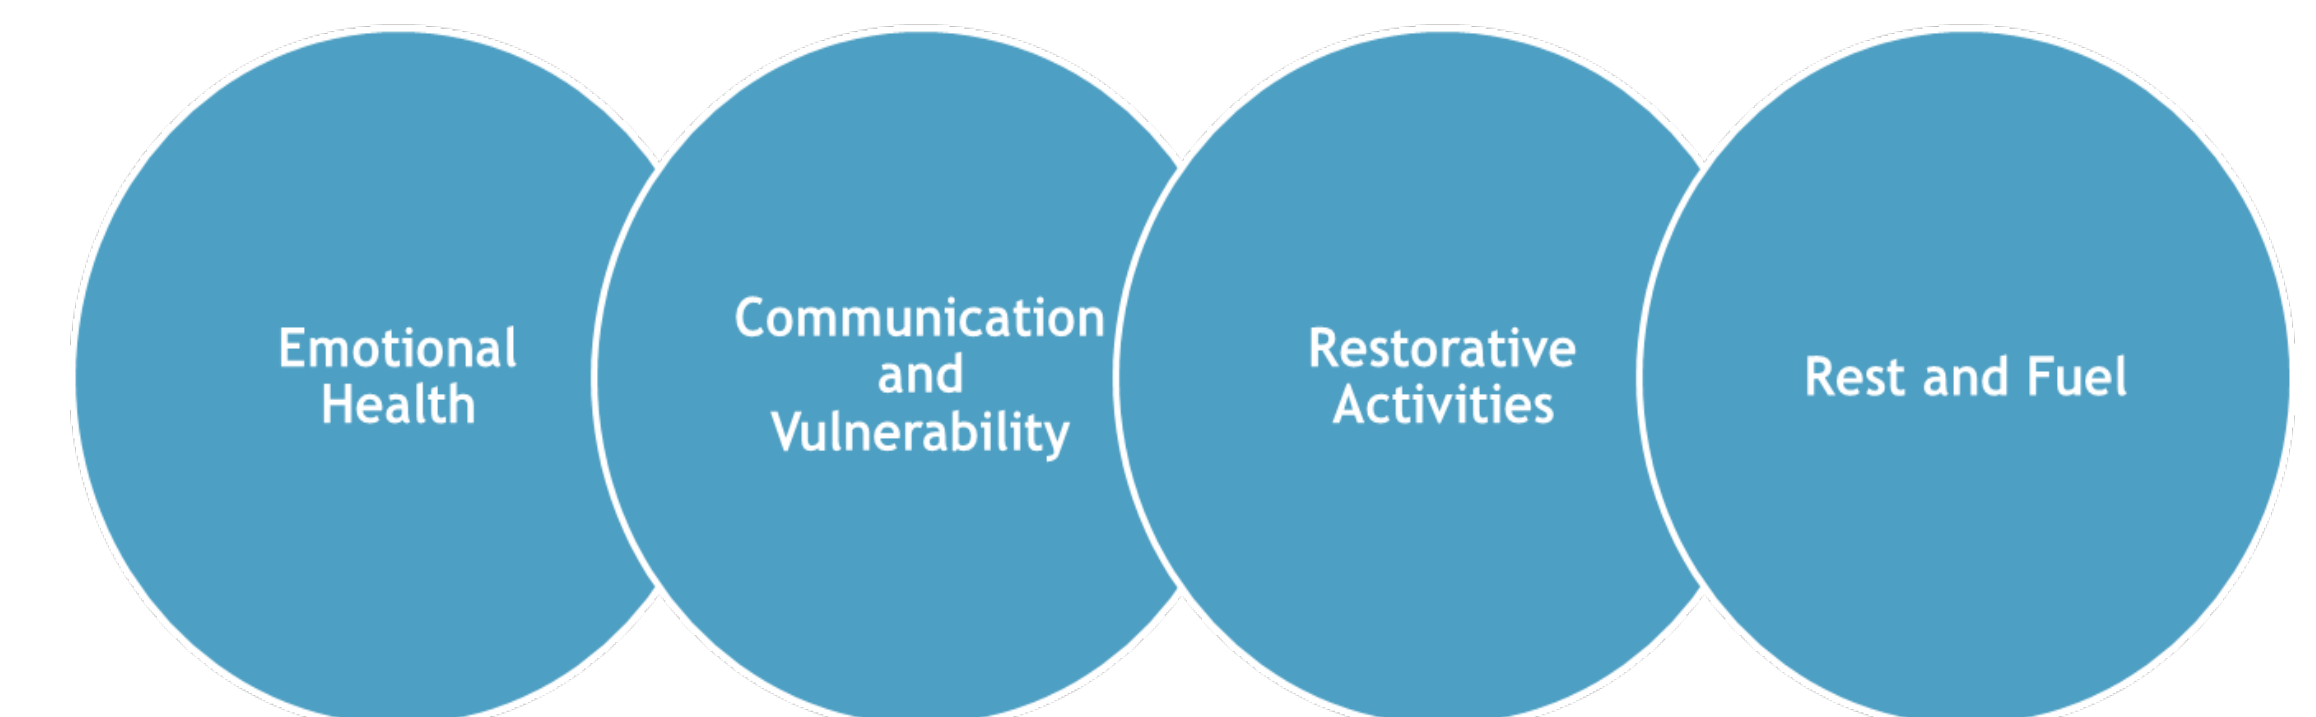 Emotional
Health
Communication
and
Vulnerability
Restorative
Activities
Rest and Fuel